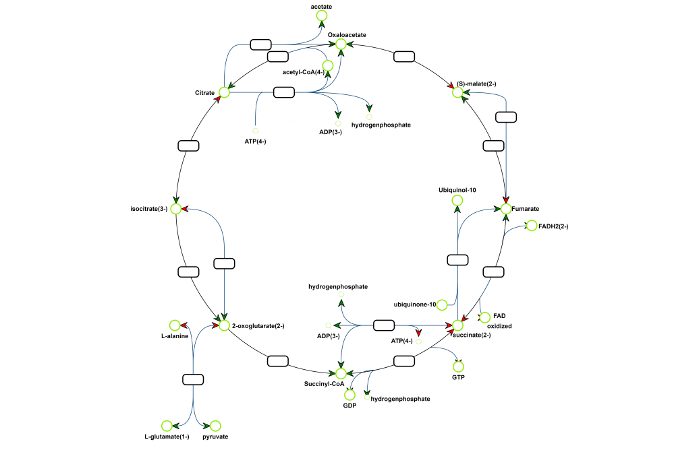 acetate
Oxaloacetate
acetyl-CoA(4-)
(S)-malate(2-)
Citrate
hydrogenphosphate
ADP(3-)
ATP(4-)
Ubiquinol-10
isocitrate(3-)
Fumarate
FADH2(2-)
hydrogenphosphate
ubiquinone-10
FAD
oxidized
2-oxoglutarate(2-)
L-alanine
ADP(3-)
ATP(4-)
succinate(2-)
GTP
Succinyl-CoA
GDP
hydrogenphosphate
L-glutamate(1-)
pyruvate